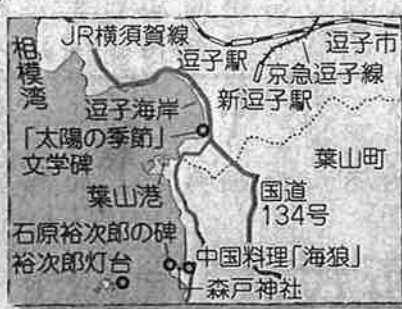 相模湾
JR横須賀線
逗子駅
逗子市
京急逗子線
新逗子駅
逗子海岸
「太陽の季節」
文学碑
葉山町
葉山港
国道
134号
石原裕次郎の碑
裕次郎灯台
中国料理「海狼」
森戸神社